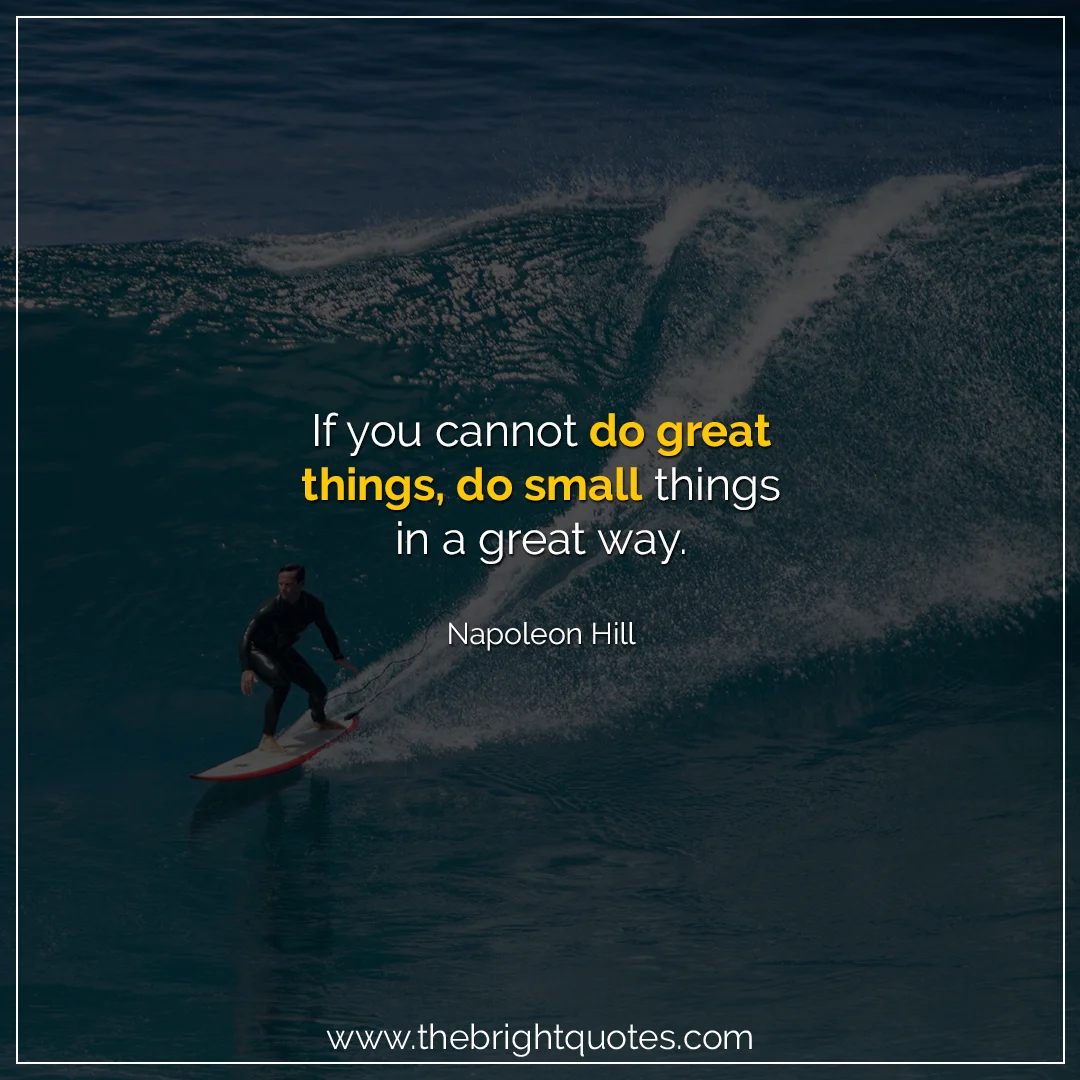 If you cannot do great
things, do small things
in a great way.
Napoleon Hill
www.thebrightquotes.com